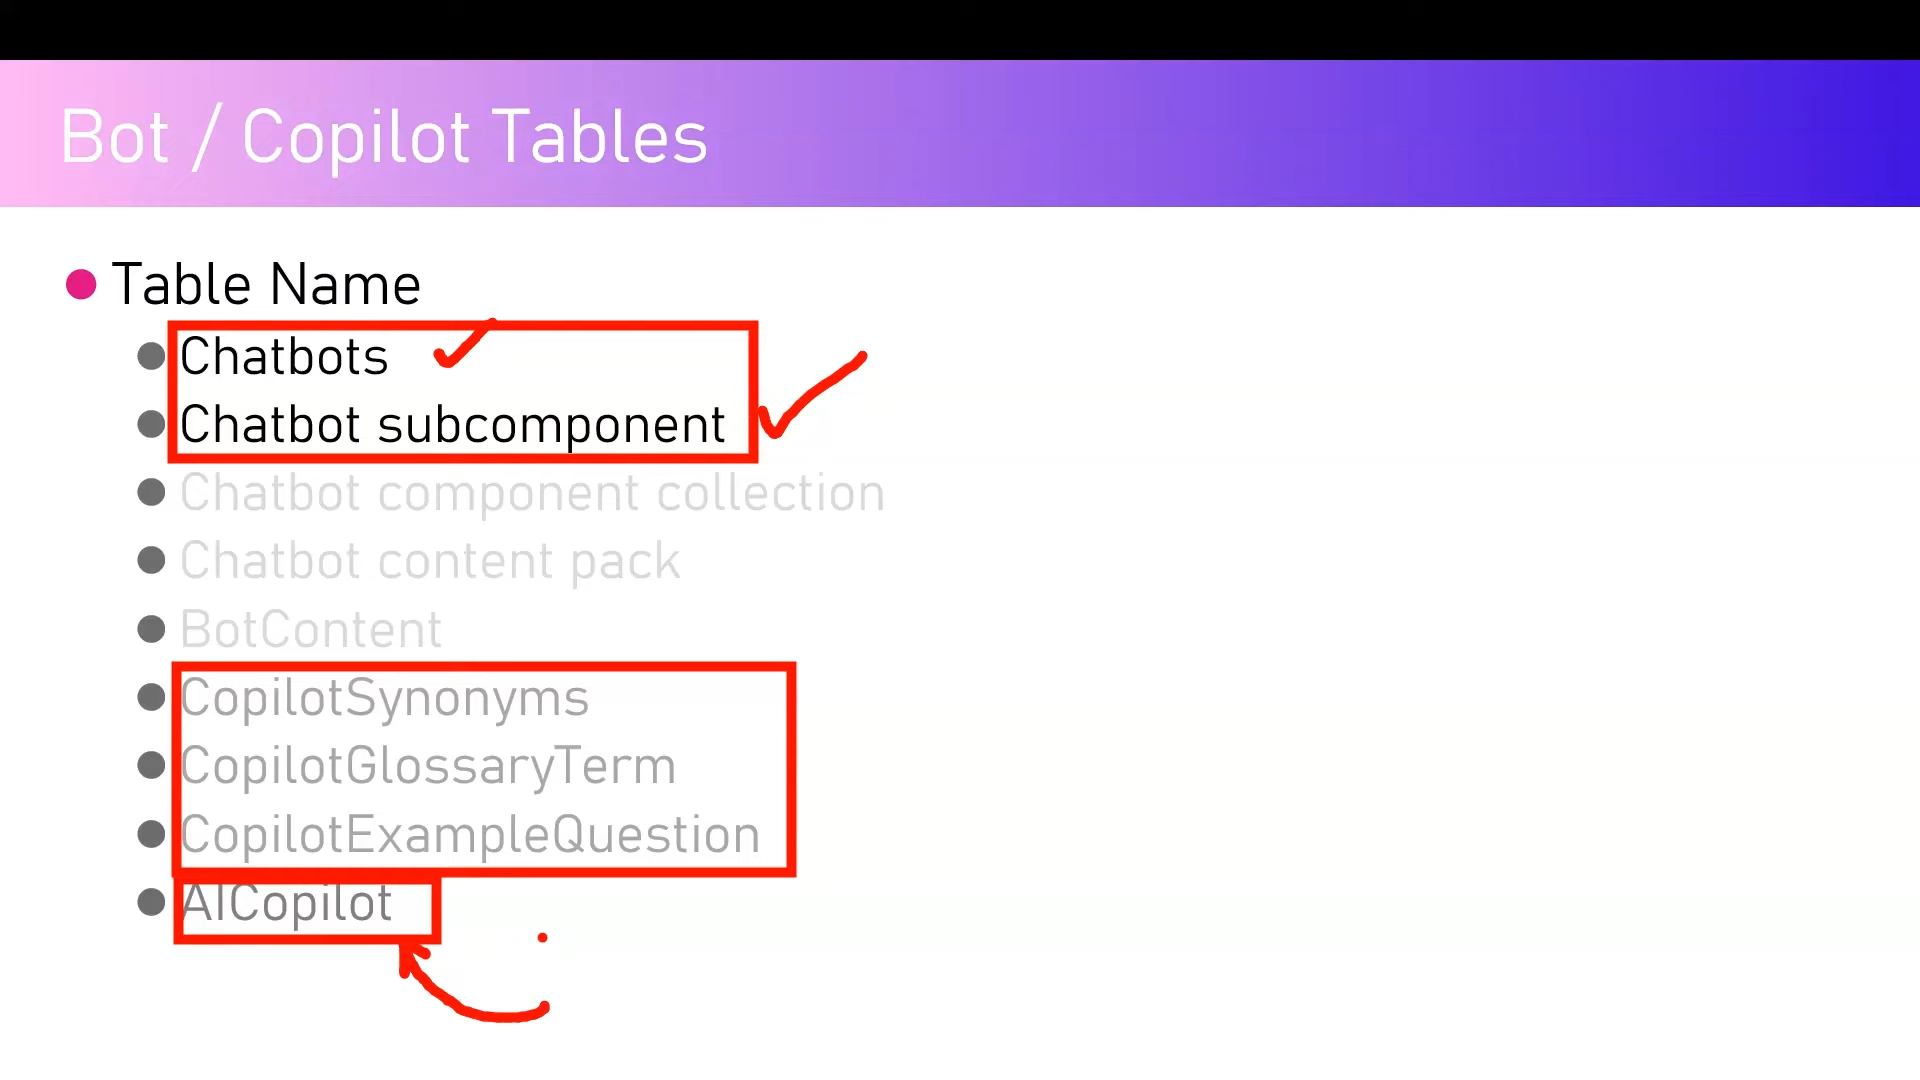 Bot / Copilot Tables
Table Name
Chatbots
Chatbot subcomponent
Chatbot component collection
Chatbot content pack
BotContent
CopilotSynonyms
CopilotGlossaryTerm
CopilotExampleQuestion
AICopilot